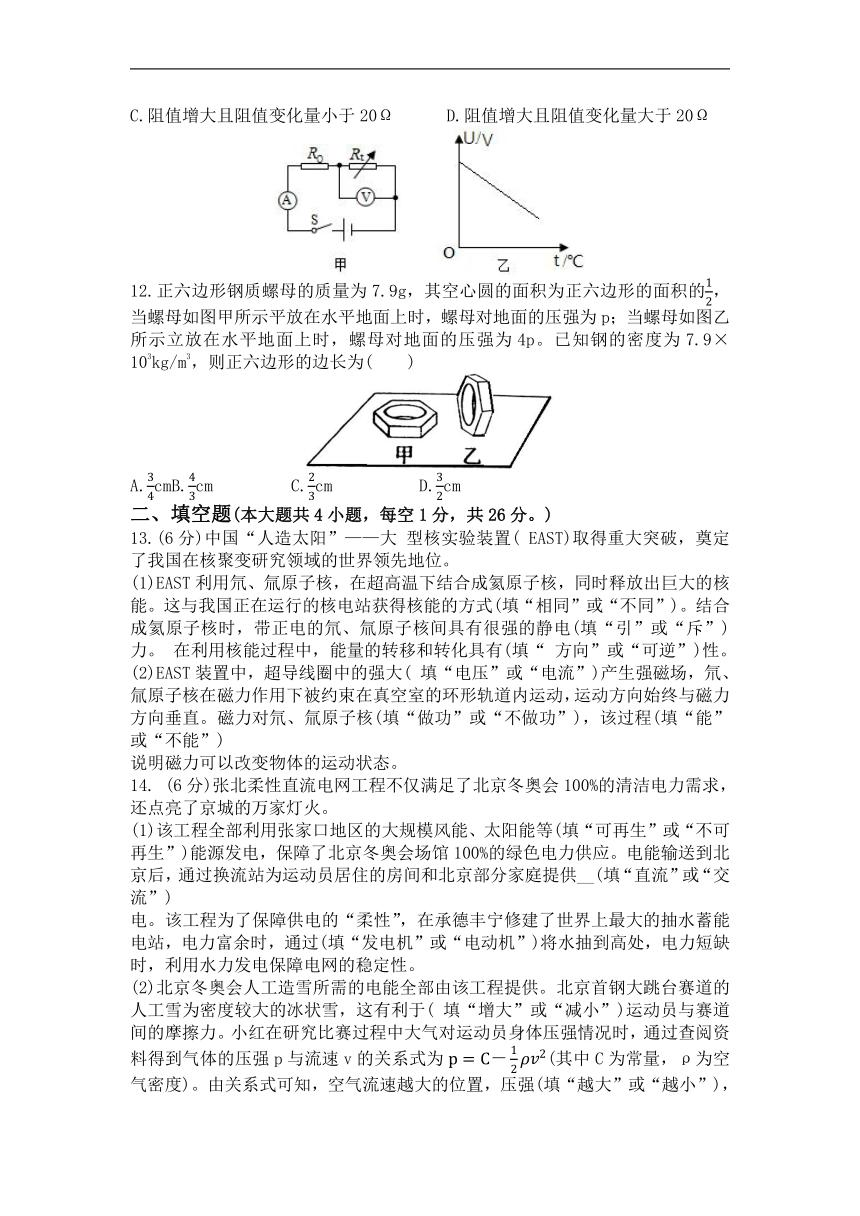 C.阻值增大且阻值变化量小于20Ω D.阻值增大且阻值变化量大于20Ω
R₀ Rt A V S 甲
U/V O t/℃ 乙
12.正六边形钢质螺母的质量为7.9g，其空心圆的面积为正六边形的面积的1/2，
当螺母如图甲所示平放在水平地面上时，螺母对地面的压强为p；当螺母如图乙
所示立放在水平地面上时，螺母对地面的压强为4p。已知钢的密度为7.9×
10³kg/m³，则正六边形的边长为( )
甲 乙
A.3/4cmB.4/3cm C.2/3cm D.3/2cm
二、填空题(本大题共4小题，每空1分，共26分。)
13.(6分)中国“人造太阳”——大 型核实验装置( EAST)取得重大突破，奠定
了我国在核聚变研究领域的世界领先地位。
(1)EAST利用氘、氚原子核，在超高温下结合成氦原子核，同时释放出巨大的核
能。这与我国正在运行的核电站获得核能的方式(填“相同”或“不同”)。结合
成氦原子核时，带正电的氘、氚原子核间具有很强的静电(填“引”或“斥”)
力。 在利用核能过程中，能量的转移和转化具有(填“ 方向”或“可逆”)性。
(2)EAST装置中，超导线圈中的强大( 填“电压”或“电流”)产生强磁场，氘、
氚原子核在磁力作用下被约束在真空室的环形轨道内运动，运动方向始终与磁力
方向垂直。磁力对氘、氚原子核(填“做功”或“不做功”)，该过程(填“能”
或“不能”)
说明磁力可以改变物体的运动状态。
14. (6分)张北柔性直流电网工程不仅满足了北京冬奥会100%的清洁电力需求，
还点亮了京城的万家灯火。
(1)该工程全部利用张家口地区的大规模风能、太阳能等(填“可再生”或“不可
再生”)能源发电，保障了北京冬奥会场馆100%的绿色电力供应。电能输送到北
京后，通过换流站为运动员居住的房间和北京部分家庭提供__(填“直流”或“交
流”)
电。该工程为了保障供电的“柔性”，在承德丰宁修建了世界上最大的抽水蓄能
电站，电力富余时，通过(填“发电机”或“电动机”)将水抽到高处，电力短缺
时，利用水力发电保障电网的稳定性。
(2)北京冬奥会人工造雪所需的电能全部由该工程提供。北京首钢大跳台赛道的
人工雪为密度较大的冰状雪，这有利于( 填“增大”或“减小”)运动员与赛道
间的摩擦力。小红在研究比赛过程中大气对运动员身体压强情况时，通过查阅资
料得到气体的压强p与流速v的关系式为p＝C－1/2ρv²(其中C为常量，ρ为空
气密度)。由关系式可知，空气流速越大的位置，压强(填“越大”或“越小”)，